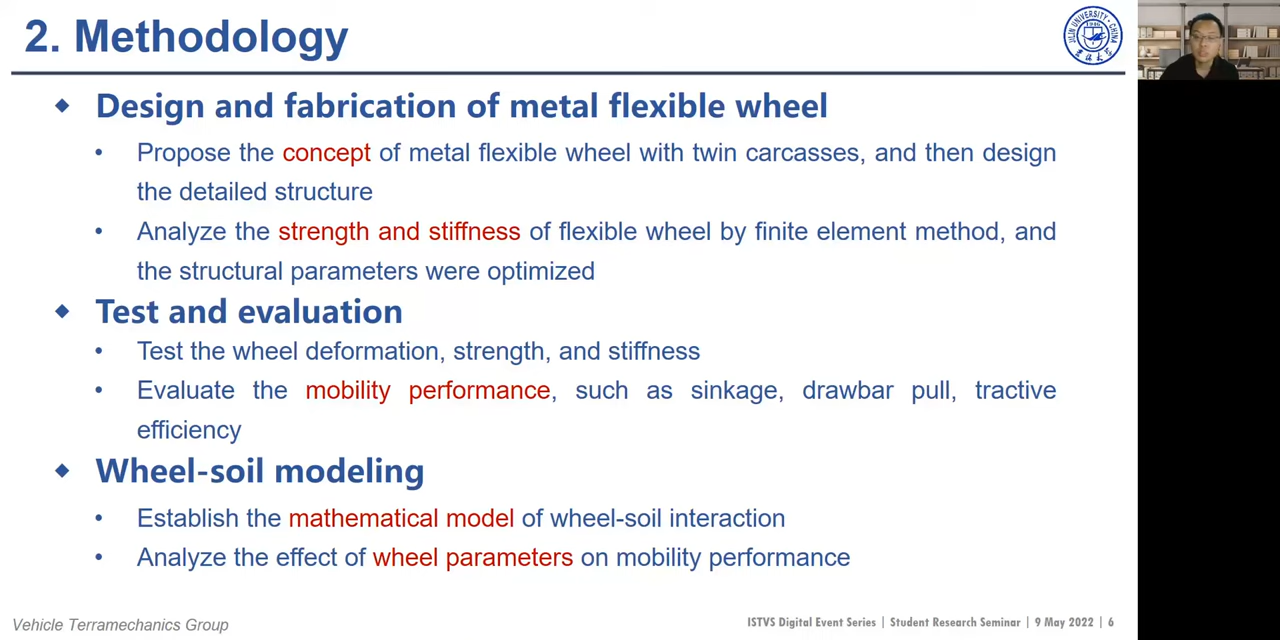 2. Methodology
JILIN UNIVERSITY · CHINA
◆ Design and fabrication of metal flexible wheel
• Propose the concept of metal flexible wheel with twin carcasses, and then design
the detailed structure
• Analyze the strength and stiffness of flexible wheel by finite element method, and
the structural parameters were optimized
◆ Test and evaluation
• Test the wheel deformation, strength, and stiffness
• Evaluate the mobility performance, such as sinkage, drawbar pull, tractive
efficiency
◆ Wheel-soil modeling
• Establish the mathematical model of wheel-soil interaction
• Analyze the effect of wheel parameters on mobility performance
Vehicle Terramechanics Group
ISTVS Digital Event Series | Student Research Seminar | 9 May 2022 | 6